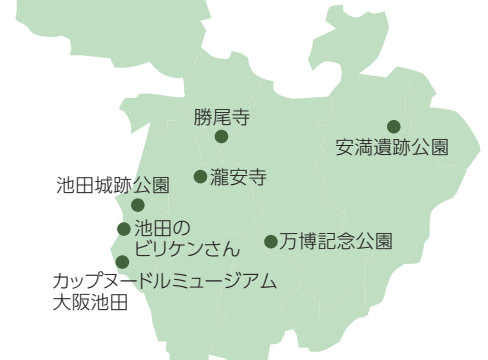 勝尾寺
安満遺跡公園
瀧安寺
池田城跡公園
池田の
ビリケンさん
万博記念公園
カップヌードルミュージアム
大阪池田